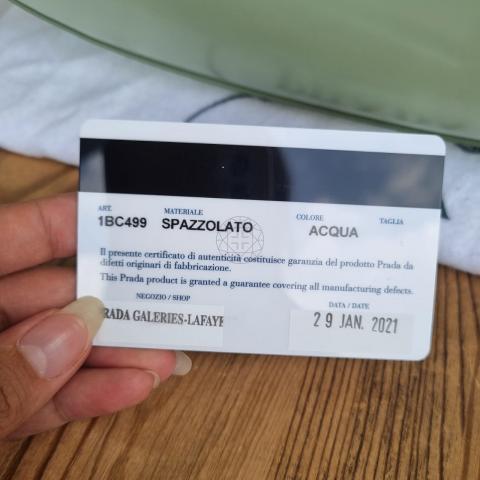 ART. MATERIALE COLORE TAGLIA
1BC499 SPAZZOLATO ACQUA
Il presente certificato di autenticità costituisce garanzia del prodotto Prada da
difetti originari di fabbricazione.
This Prada product is granted a guarantee covering all manufacturing defects.
NEGOZIO / SHOP DATA / DATE
RADA GALERIES-LAFAYE 29 JAN. 2021